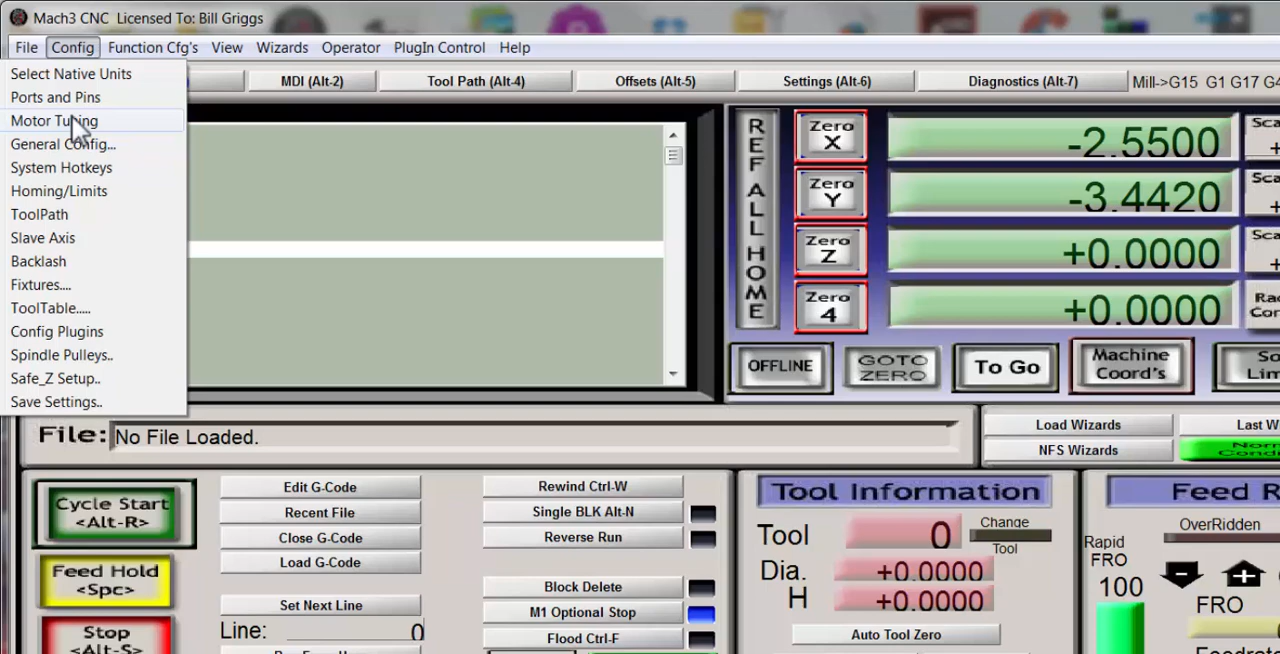 Mach3 CNC Licensed To: Bill Griggs
File Config Function Cfg's View Wizards Operator PlugIn Control Help
Select Native Units
Ports and Pins
Motor Tuning
General Config...
System Hotkeys
Homing/Limits
ToolPath
Slave Axis
Backlash
Fixtures....
ToolTable.....
Config Plugins
Spindle Pulleys..
Safe_Z Setup..
Save Settings..
MDI (Alt-2) Tool Path (Alt-4) Offsets (Alt-5) Settings (Alt-6) Diagnostics (Alt-7) Mill->G15 G1 G17 G4
REF ALL HOME
Zero X -2.5500
Zero Y -3.4420
Zero Z +0.0000
Zero 4 +0.0000
OFFLINE GOTO ZERO To Go Machine Coord's
File: No File Loaded.
Load Wizards Last W
NFS Wizards
Cycle Start
<Alt-R>
Feed Hold
<Spc>
Stop
<Alt-S>
Edit G-Code
Recent File
Close G-Code
Load G-Code
Set Next Line
Line: 0
Rewind Ctrl-W
Single BLK Alt-N
Reverse Run
Block Delete
M1 Optional Stop
Flood Ctrl-F
Tool Information
Tool 0 Change Tool
Dia. +0.0000
H +0.0000
Auto Tool Zero
Feed R
OverRidden
Rapid
FRO
100
FRO